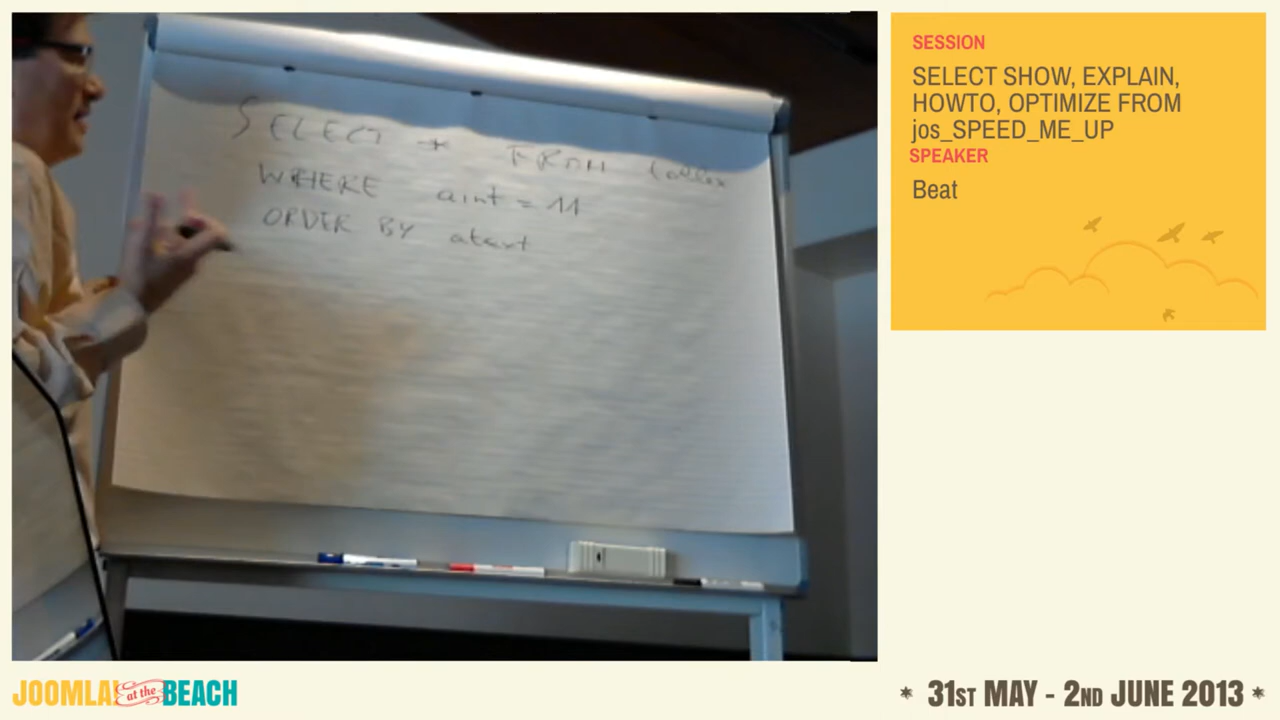 SELECT * FROM
WHERE aint = 11
ORDER BY atext
SESSION
SELECT SHOW, EXPLAIN,
HOWTO, OPTIMIZE FROM
jos_SPEED_ME_UP
SPEAKER
Beat
JOOMLA! at the BEACH
* 31ST MAY - 2ND JUNE 2013 *